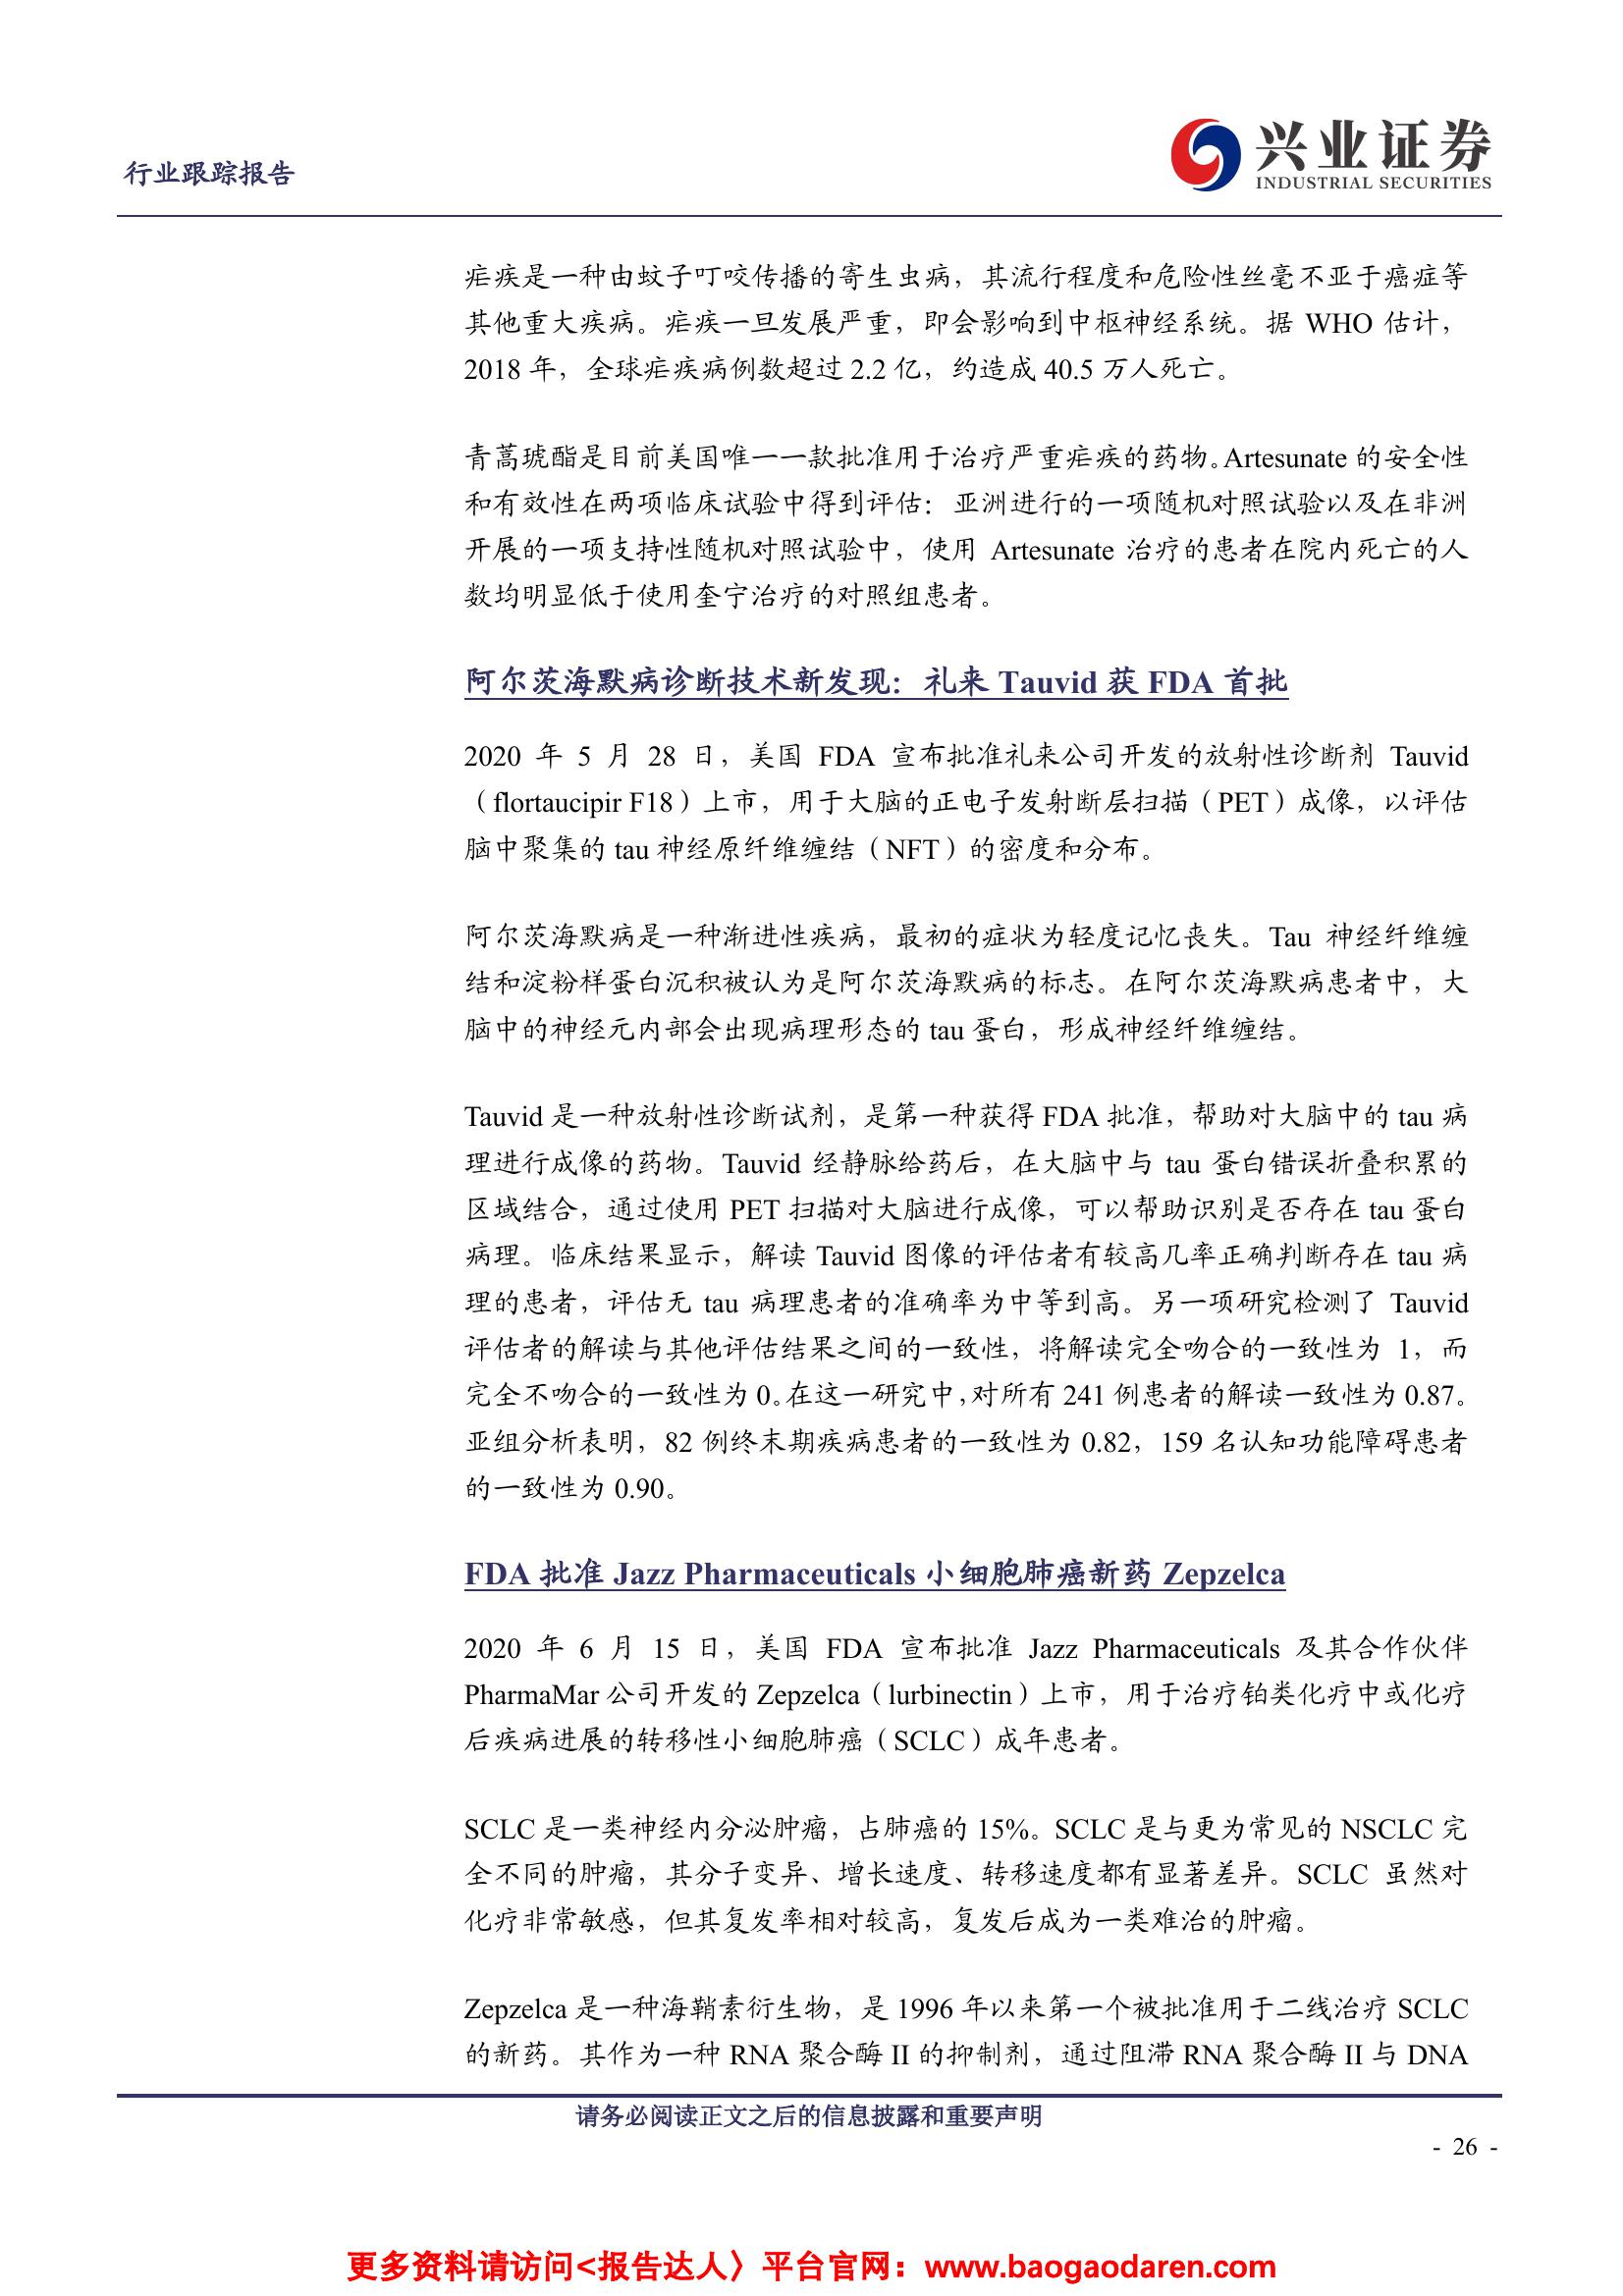 行业跟踪报告
兴业证券
INDUSTRIAL SECURITIES
疟疾是一种由蚊子叮咬传播的寄生虫病，其流行程度和危险性丝毫不亚于癌症等
其他重大疾病。疟疾一旦发展严重，即会影响到中枢神经系统。据 WHO 估计，
2018 年，全球疟疾病例数超过 2.2 亿，约造成 40.5 万人死亡。
青蒿琥酯是目前美国唯一一款批准用于治疗严重疟疾的药物。Artesunate 的安全性
和有效性在两项临床试验中得到评估：亚洲进行的一项随机对照试验以及在非洲
开展的一项支持性随机对照试验中，使用 Artesunate 治疗的患者在院内死亡的人
数均明显低于使用奎宁治疗的对照组患者。
阿尔茨海默病诊断技术新发现：礼来 Tauvid 获 FDA 首批
2020 年 5 月 28 日，美国 FDA 宣布批准礼来公司开发的放射性诊断剂 Tauvid
（flortaucipir F18）上市，用于大脑的正电子发射断层扫描（PET）成像，以评估
脑中聚集的 tau 神经原纤维缠结（NFT）的密度和分布。
阿尔茨海默病是一种渐进性疾病，最初的症状为轻度记忆丧失。Tau 神经纤维缠
结和淀粉样蛋白沉积被认为是阿尔茨海默病的标志。在阿尔茨海默病患者中，大
脑中的神经元内部会出现病理形态的 tau 蛋白，形成神经纤维缠结。
Tauvid 是一种放射性诊断试剂，是第一种获得 FDA 批准，帮助对大脑中的 tau 病
理进行成像的药物。Tauvid 经静脉给药后，在大脑中与 tau 蛋白错误折叠积累的
区域结合，通过使用 PET 扫描对大脑进行成像，可以帮助识别是否存在 tau 蛋白
病理。临床结果显示，解读 Tauvid 图像的评估者有较高几率正确判断存在 tau 病
理的患者，评估无 tau 病理患者的准确率为中等到高。另一项研究检测了 Tauvid
评估者的解读与其他评估结果之间的一致性，将解读完全吻合的一致性为 1，而
完全不吻合的一致性为 0。在这一研究中，对所有 241 例患者的解读一致性为 0.87。
亚组分析表明，82 例终末期疾病患者的一致性为 0.82，159 名认知功能障碍患者
的一致性为 0.90。
FDA 批准 Jazz Pharmaceuticals 小细胞肺癌新药 Zepzelca
2020 年 6 月 15 日，美国 FDA 宣布批准 Jazz Pharmaceuticals 及其合作伙伴
PharmaMar 公司开发的 Zepzelca（lurbinectin）上市，用于治疗铂类化疗中或化疗
后疾病进展的转移性小细胞肺癌（SCLC）成年患者。
SCLC 是一类神经内分泌肿瘤，占肺癌的 15%。SCLC 是与更为常见的 NSCLC 完
全不同的肿瘤，其分子变异、增长速度、转移速度都有显著差异。SCLC 虽然对
化疗非常敏感，但其复发率相对较高，复发后成为一类难治的肿瘤。
Zepzelca 是一种海鞘素衍生物，是 1996 年以来第一个被批准用于二线治疗 SCLC
的新药。其作为一种 RNA 聚合酶 II 的抑制剂，通过阻滞 RNA 聚合酶 II 与 DNA
请务必阅读正文之后的信息披露和重要声明
- 26 -
更多资料请访问<报告达人〉平台官网：www.baogaodaren.com